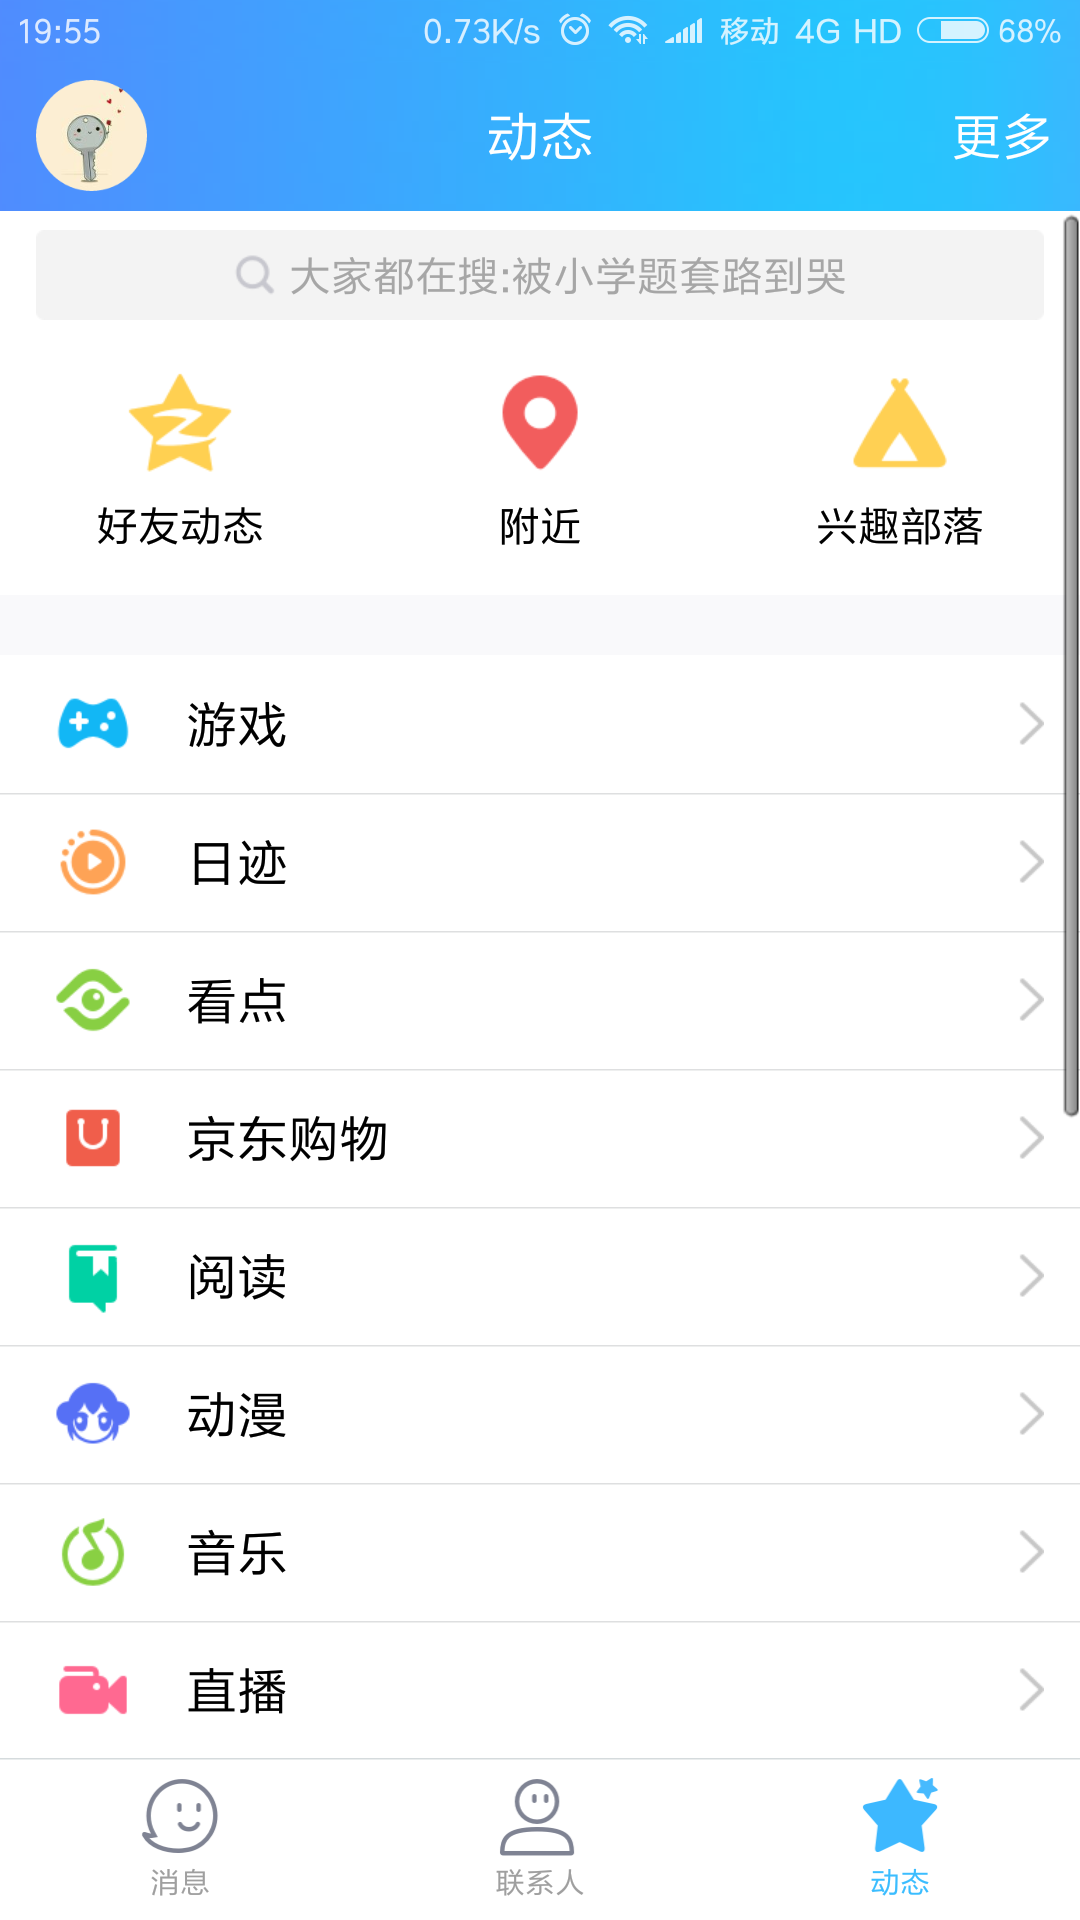 19:55 0.73K/s 移动 4G HD 68%
动态 更多
大家都在搜:被小学题套路到哭
好友动态 附近 兴趣部落
游戏
日迹
看点
京东购物
阅读
动漫
音乐
直播
消息 联系人 动态